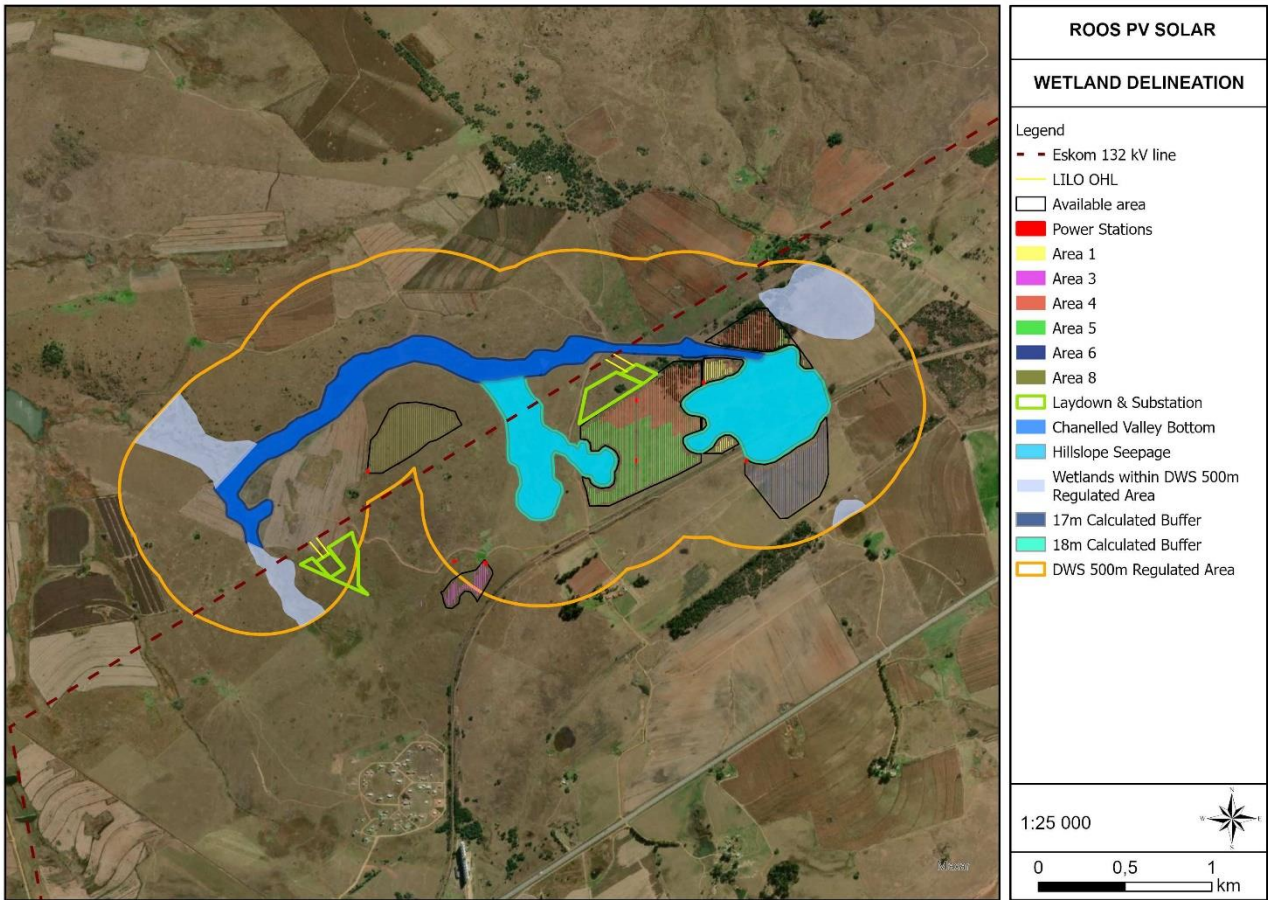 ROOS PV SOLAR
WETLAND DELINEATION
Legend
Eskom 132 kV line
LILO OHL
Available area
Power Stations
Area 1
Area 3
Area 4
Area 5
Area 6
Area 8
Laydown & Substation
Chanelled Valley Bottom
Hillslope Seepage
Wetlands within DWS 500m
Regulated Area
17m Calculated Buffer
18m Calculated Buffer
DWS 500m Regulated Area
1:25 000
N
W E
S
0 0,5 1
km
Maxar